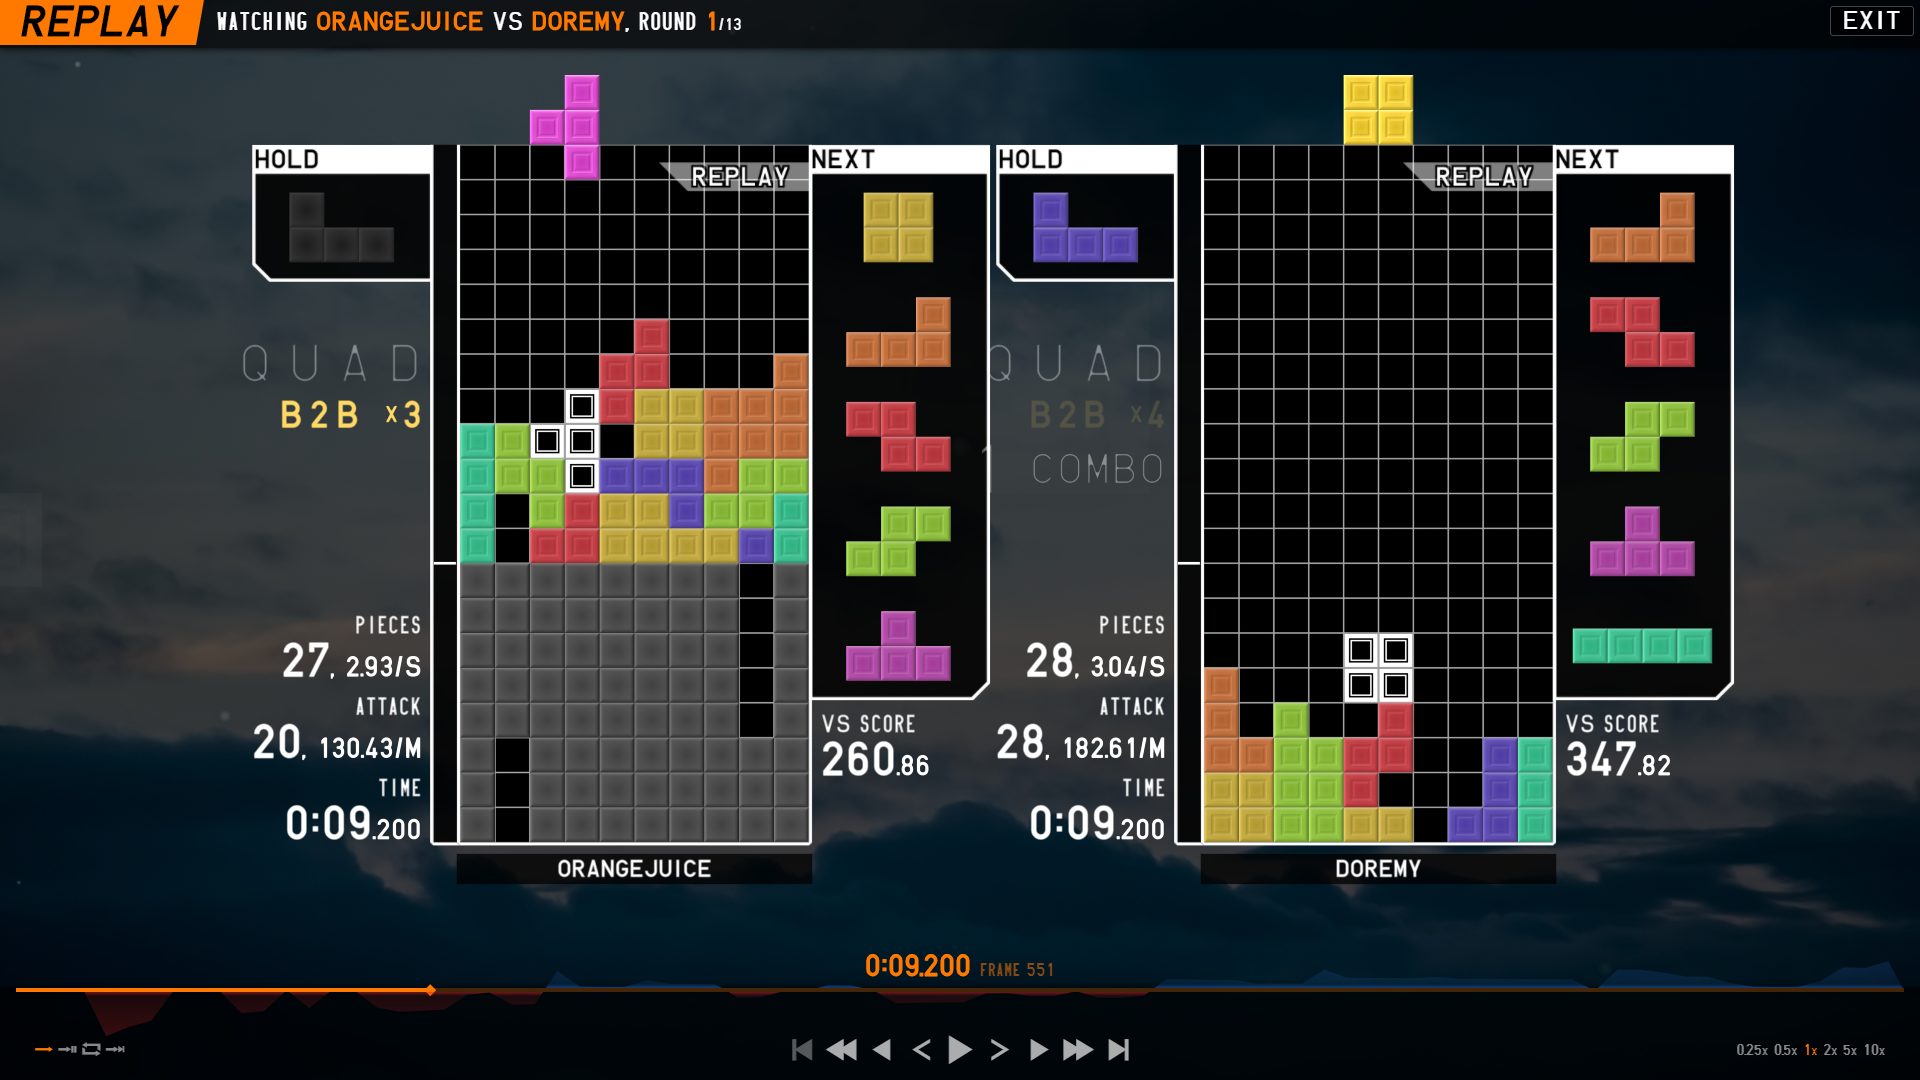 REPLAY
WATCHING ORANGEJUICE VS DOREMY, ROUND 1/13
EXIT
HOLD
REPLAY
NEXT
QUAD
B2B x3
PIECES
27, 2.93/S
ATTACK
20, 130.43/M
TIME
0:09.200
VS SCORE
260.86
ORANGEJUICE
HOLD
REPLAY
NEXT
QUAD
B2B x4
COMBO
PIECES
28, 3.04/S
ATTACK
28, 182.61/M
TIME
0:09.200
VS SCORE
347.82
DOREMY
0:09.200 FRAME 551
0.25x 0.5x 1x 2x 5x 10x